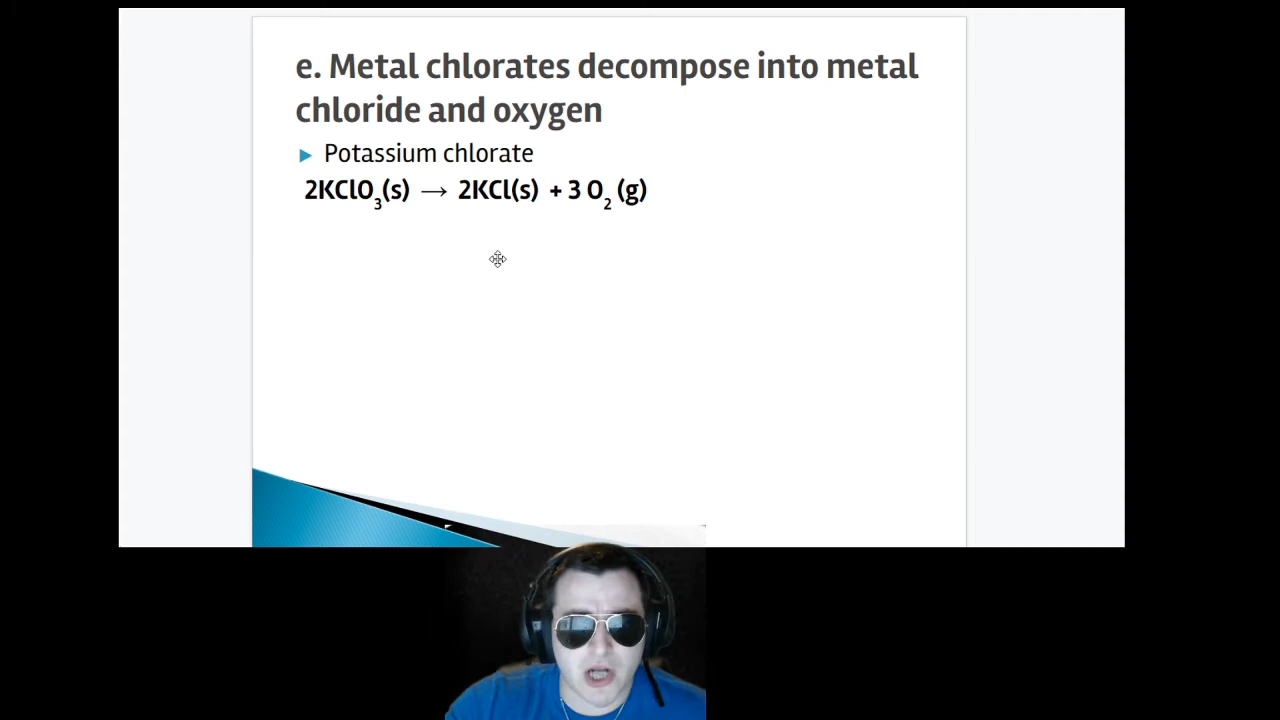 e. Metal chlorates decompose into metal
chloride and oxygen
▶ Potassium chlorate
2KClO₃(s) → 2KCl(s) + 3 O₂ (g)